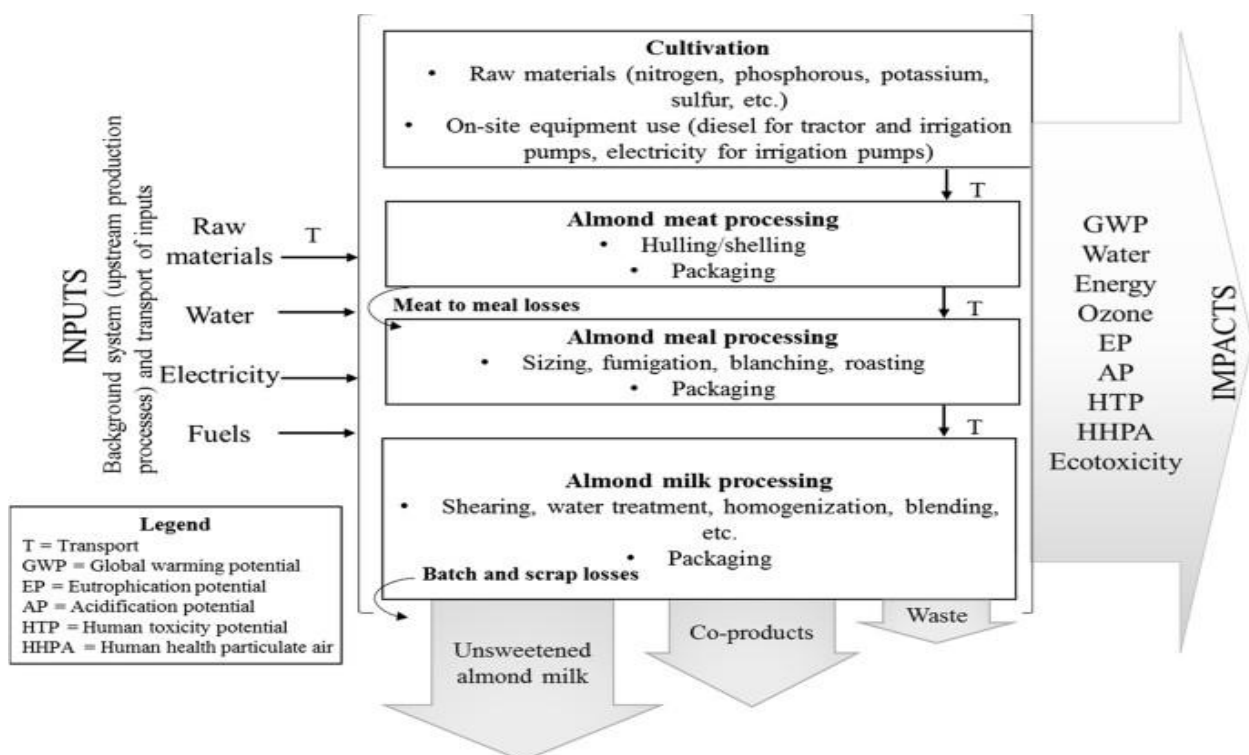 Cultivation
• Raw materials (nitrogen, phosphorous, potassium,
sulfur, etc.)
• On-site equipment use (diesel for tractor and irrigation
pumps, electricity for irrigation pumps)
T
Almond meat processing
• Hulling/shelling
• Packaging
Meat to meal losses
T
Almond meal processing
• Sizing, fumigation, blanching, roasting
• Packaging
T
Almond milk processing
• Shearing, water treatment, homogenization, blending,
etc.
• Packaging
Batch and scrap losses
Unsweetened
almond milk
Co-products
Waste
INPUTS
Background system (upstream production
processes) and transport of inputs
Raw
materials
T
Water
Electricity
Fuels
GWP
Water
Energy
Ozone
EP
AP
HTP
HHPA
Ecotoxicity
IMPACTS
Legend
T = Transport
GWP = Global warming potential
EP = Eutrophication potential
AP = Acidification potential
HTP = Human toxicity potential
HHPA = Human health particulate air